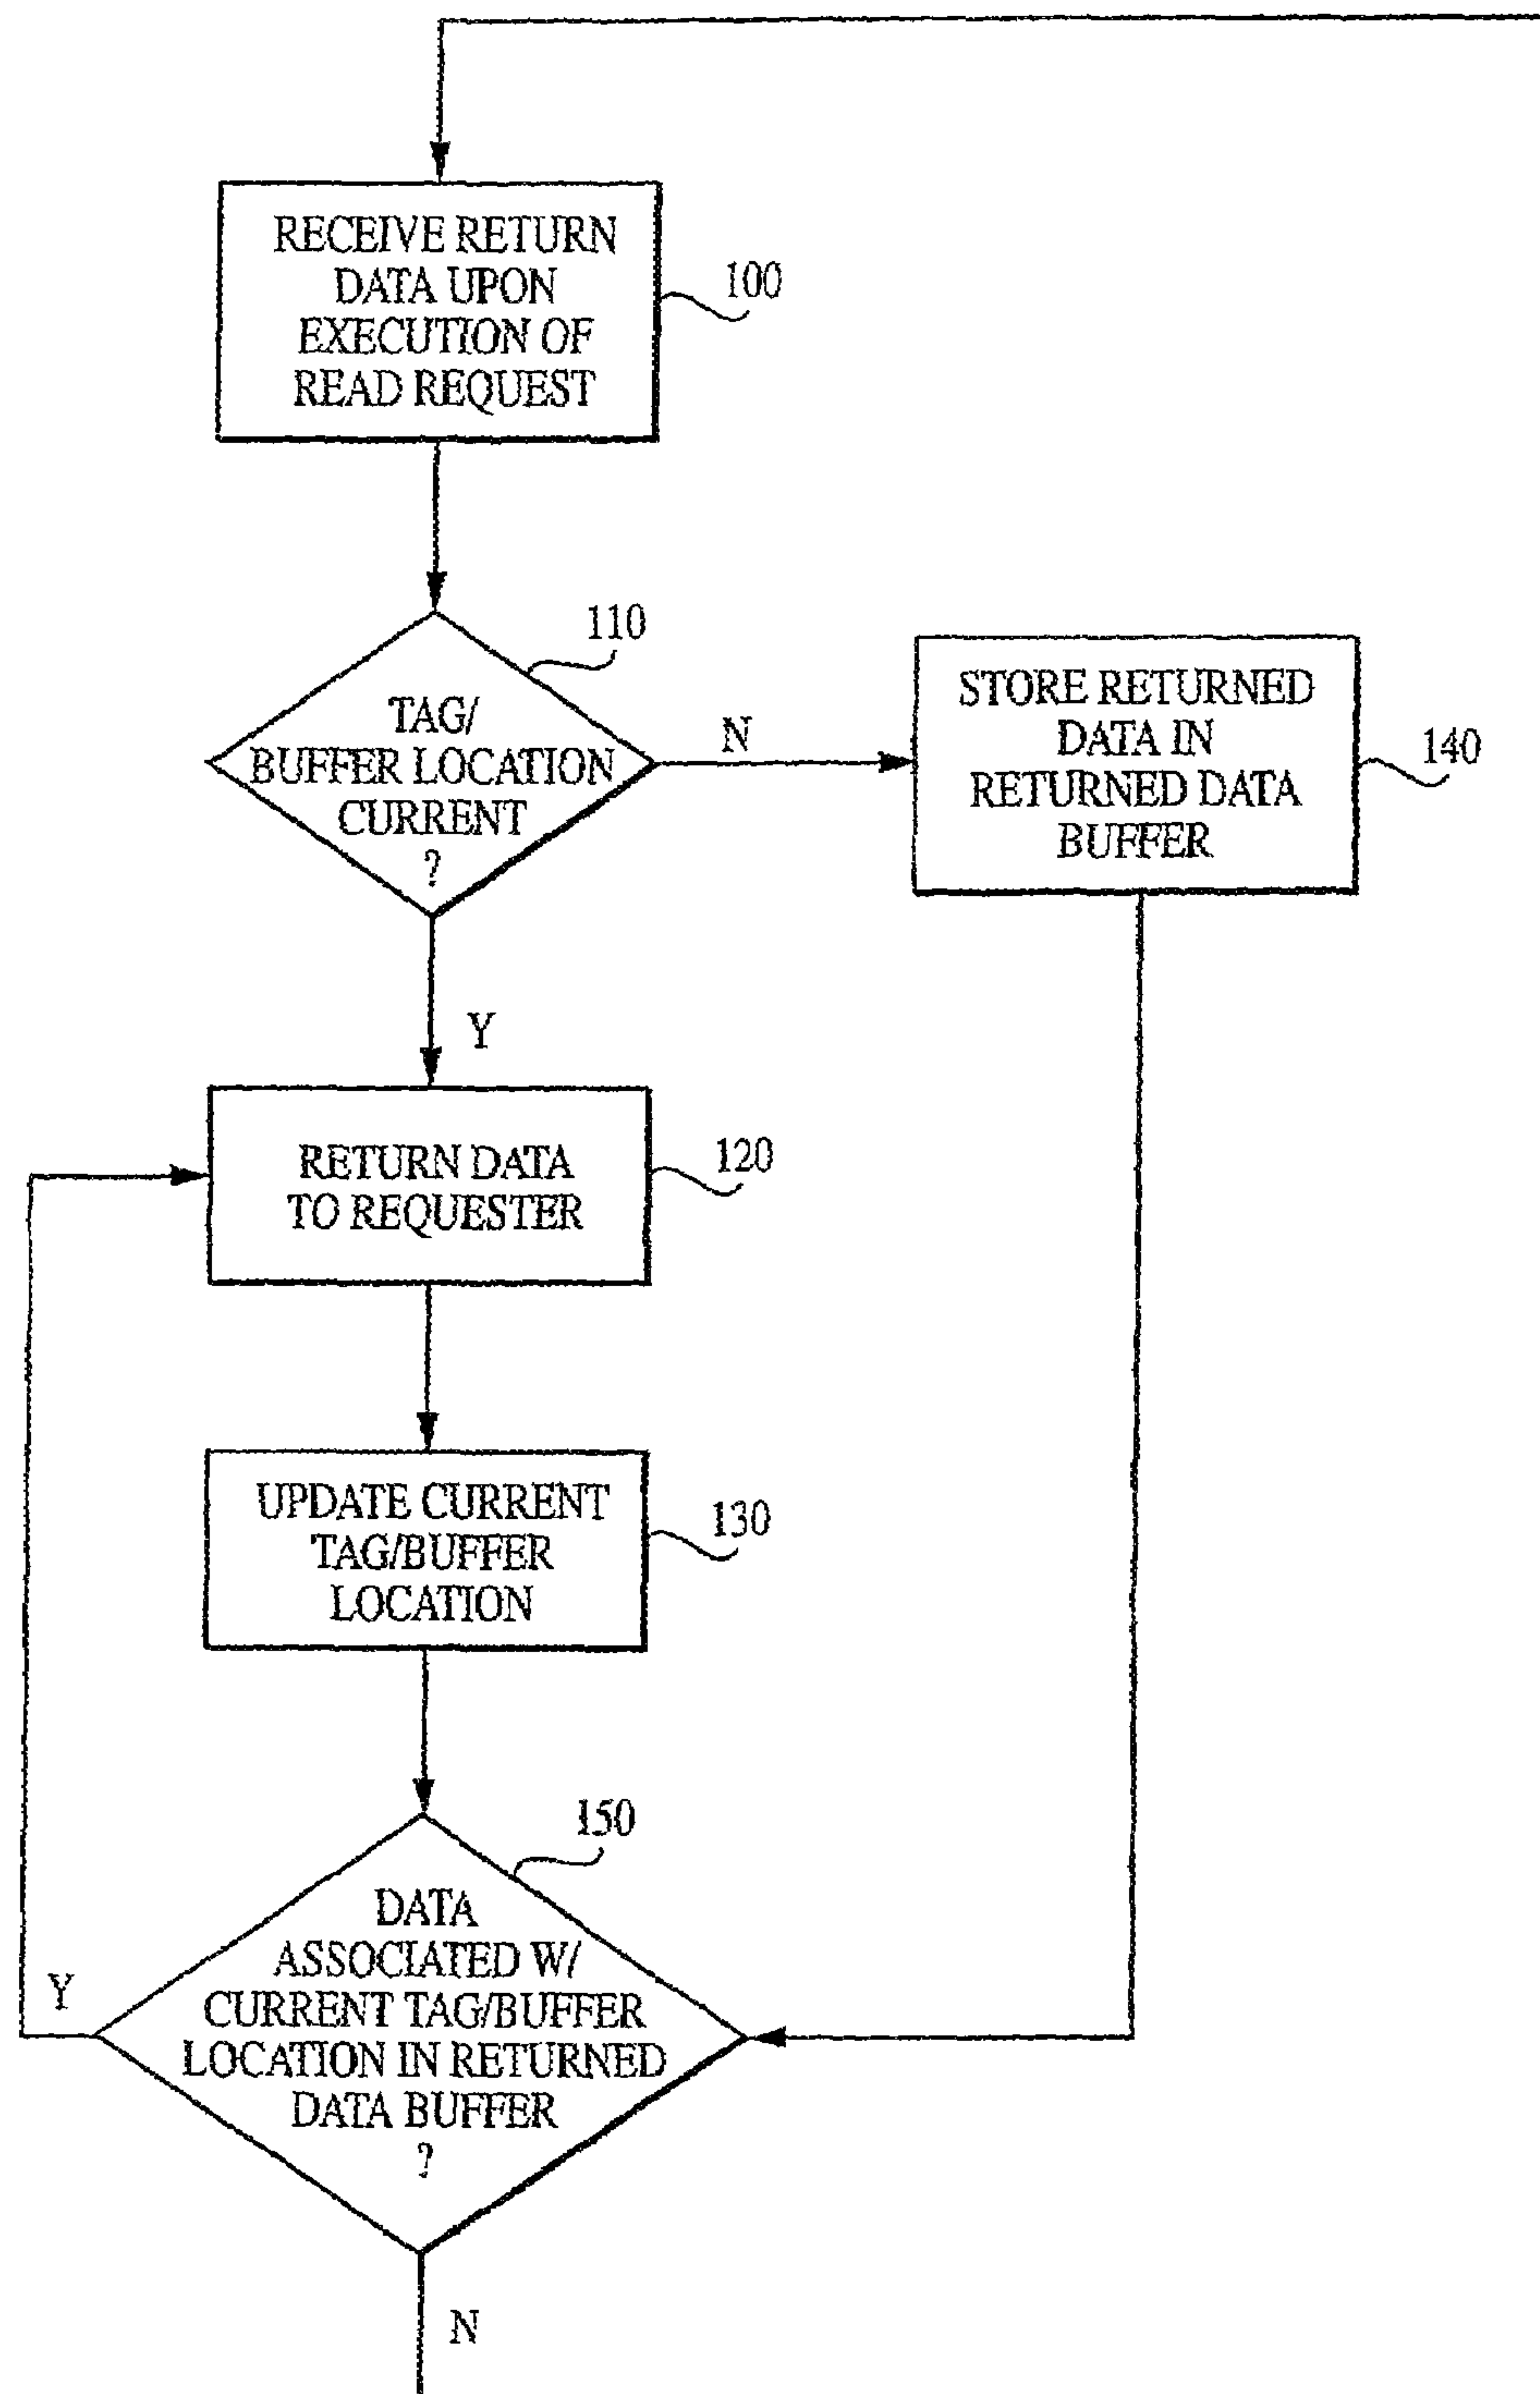 RECEIVE RETURN
DATA UPON
EXECUTION OF
READ REQUEST
100
110
TAG/
BUFFER LOCATION
CURRENT
?
N
STORE RETURNED
DATA IN
RETURNED DATA
BUFFER
140
Y
RETURN DATA
TO REQUESTER
120
UPDATE CURRENT
TAG/BUFFER
LOCATION
130
150
DATA
ASSOCIATED W/
CURRENT TAG/BUFFER
LOCATION IN RETURNED
DATA BUFFER
?
Y
N